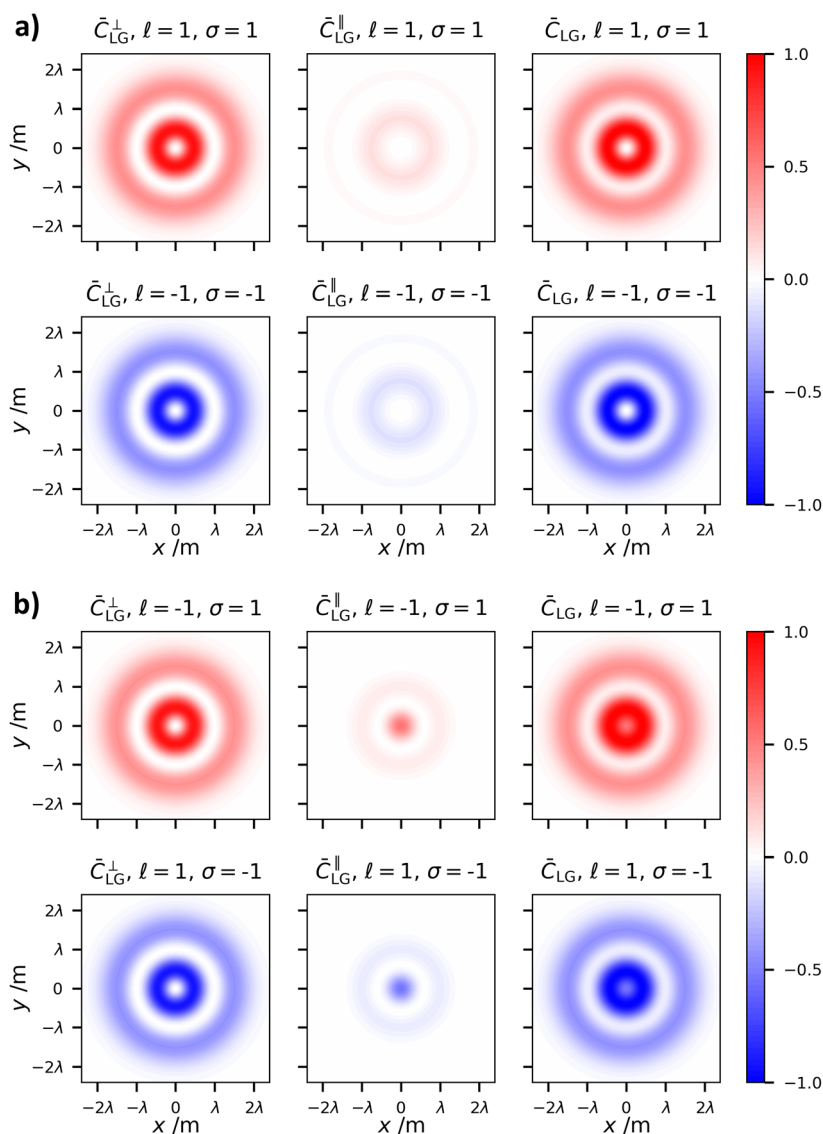 a)
C̄⊥LG, ℓ = 1, σ = 1 C̄∥LG, ℓ = 1, σ = 1 C̄LG, ℓ = 1, σ = 1
1.0
2λ
λ
0
−λ
−2λ
y /m
0.5
C̄⊥LG, ℓ = -1, σ = -1 C̄∥LG, ℓ = -1, σ = -1 C̄LG, ℓ = -1, σ = -1
0.0
2λ
λ
0
−λ
−2λ
y /m
−0.5
−1.0
−2λ −λ 0 λ 2λ −2λ −λ 0 λ 2λ −2λ −λ 0 λ 2λ
x /m x /m x /m
b)
C̄⊥LG, ℓ = -1, σ = 1 C̄∥LG, ℓ = -1, σ = 1 C̄LG, ℓ = -1, σ = 1
1.0
2λ
λ
0
−λ
−2λ
y /m
0.5
C̄⊥LG, ℓ = 1, σ = -1 C̄∥LG, ℓ = 1, σ = -1 C̄LG, ℓ = 1, σ = -1
0.0
2λ
λ
0
−λ
−2λ
y /m
−0.5
−1.0
−2λ −λ 0 λ 2λ −2λ −λ 0 λ 2λ −2λ −λ 0 λ 2λ
x /m x /m x /m